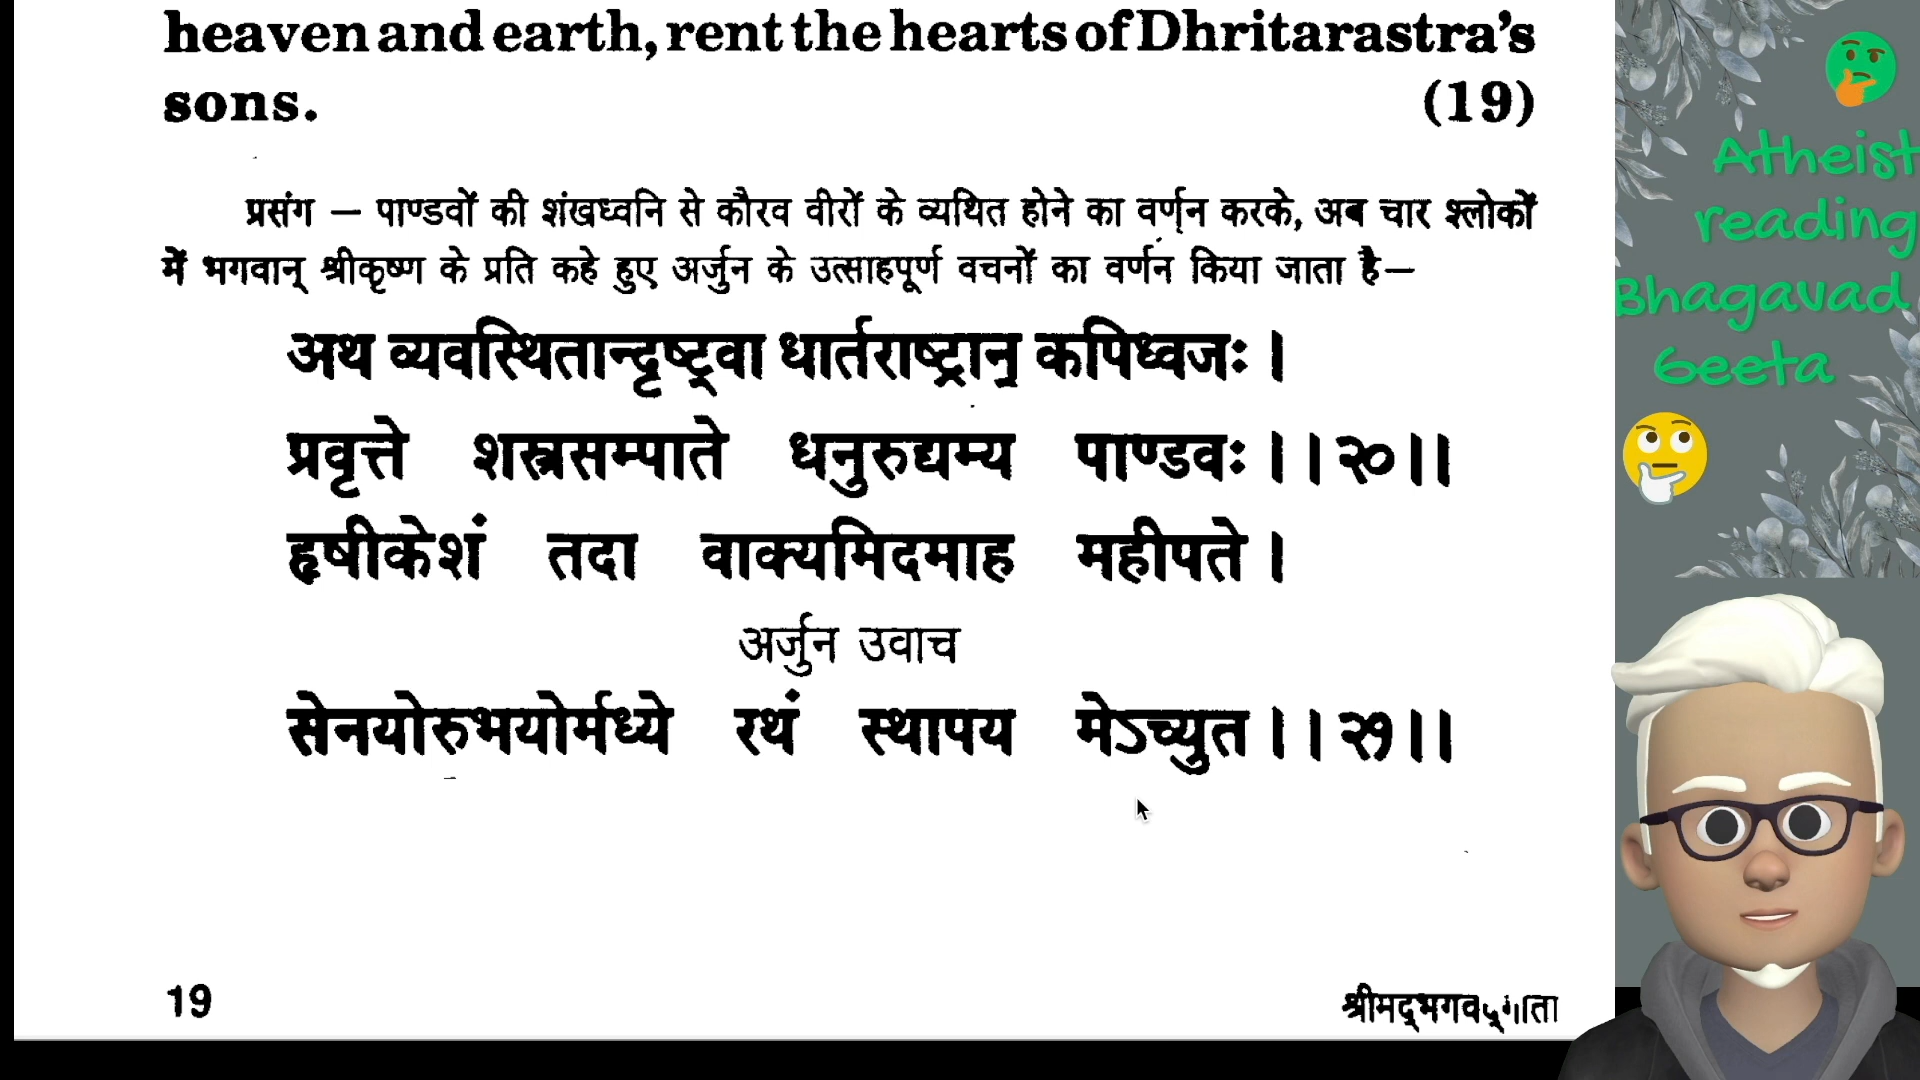 heaven and earth, rent the hearts of Dhritarastra's
sons. (19)
प्रसंग — पाण्डवों की शंखध्वनि से कौरव वीरों के व्यथित होने का वर्णन करके, अब चार श्लोकों
में भगवान् श्रीकृष्ण के प्रति कहे हुए अर्जुन के उत्साहपूर्ण वचनों का वर्णन किया जाता है—
अथ व्यवस्थितान्दृष्ट्वा धार्तराष्ट्रान् कपिध्वजः ।
प्रवृत्ते शस्त्रसम्पाते धनुरुद्यम्य पाण्डवः ।।२०।।
हृषीकेशं तदा वाक्यमिदमाह महीपते ।
अर्जुन उवाच
सेनयोरुभयोर्मध्ये रथं स्थापय मेऽच्युत ।।२१।।
19
Atheist
reading
Bhagavad
Geeta